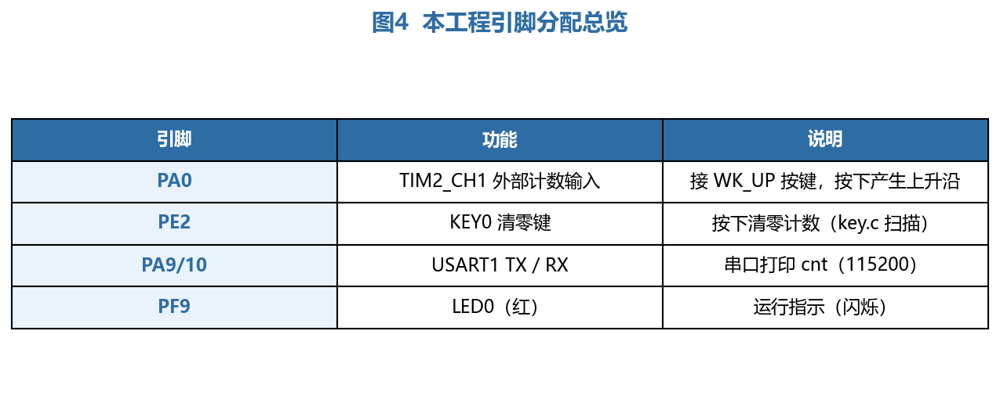 图4 本工程引脚分配总览
引脚 功能 说明
PA0 TIM2_CH1 外部计数输入 接 WK_UP 按键，按下产生上升沿
PE2 KEY0 清零键 按下清零计数（key.c 扫描）
PA9/10 USART1 TX / RX 串口打印 cnt（115200）
PF9 LED0（红） 运行指示（闪烁）